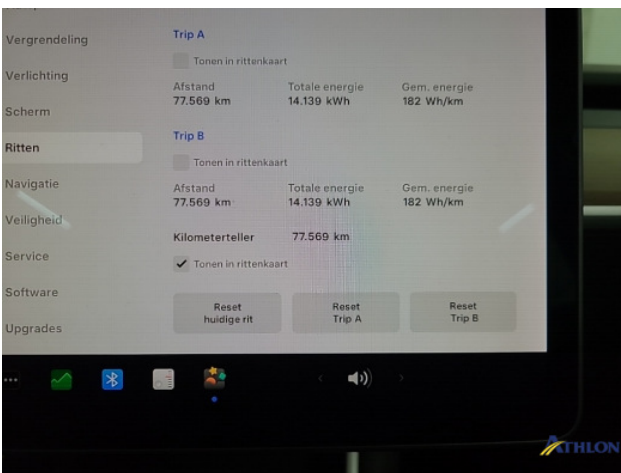 Vergrendeling
Verlichting
Scherm
Ritten
Navigatie
Veiligheid
Service
Software
Upgrades
Trip A
Tonen in rittenkaart
Afstand Totale energie Gem. energie
77.569 km 14.139 kWh 182 Wh/km
Trip B
Tonen in rittenkaart
Afstand Totale energie Gem. energie
77.569 km 14.139 kWh 182 Wh/km
Kilometerteller 77.569 km
Tonen in rittenkaart
Reset huidige rit
Reset Trip A
Reset Trip B
ATHLON